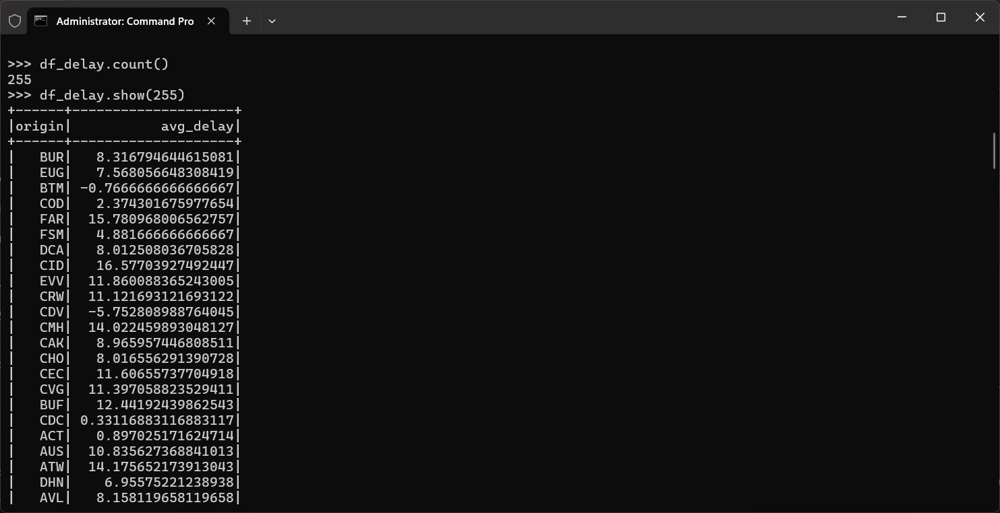 Administrator: Command Pro
>>> df_delay.count()
255
>>> df_delay.show(255)
+------+--------------------+
|origin|           avg_delay|
+------+--------------------+
|   BUR|   8.316794644615081|
|   EUG|   7.568056648308419|
|   BTM| -0.7666666666666667|
|   COD|   2.374301675977654|
|   FAR|  15.780968006562757|
|   FSM|   4.881666666666667|
|   DCA|   8.012508036705828|
|   CID|   16.57703927492447|
|   EVV|  11.860088365243005|
|   CRW|  11.121693121693122|
|   CDV|  -5.752808988764045|
|   CMH|  14.022459893048127|
|   CAK|   8.965957446808511|
|   CHO|   8.016556291390728|
|   CEC|   11.60655737704918|
|   CVG|  11.397058823529411|
|   BUF|   12.44192439862543|
|   CDC| 0.33116883116883117|
|   ACT|   0.897025171624714|
|   AUS|  10.835627368841013|
|   ATW|  14.175652173913043|
|   DHN|    6.95575221238938|
|   AVL|   8.158119658119658|